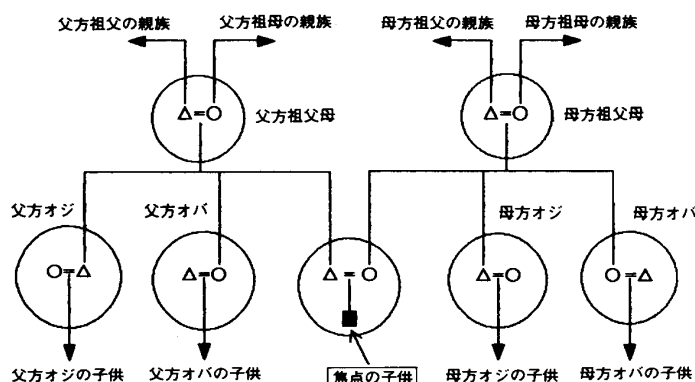 父方祖父の親族 父方祖母の親族 母方祖父の親族 母方祖母の親族
父方祖父母 母方祖父母
父方オジ 父方オバ 母方オジ 母方オバ
父方オジの子供 父方オバの子供 焦点の子供 母方オジの子供 母方オバの子供